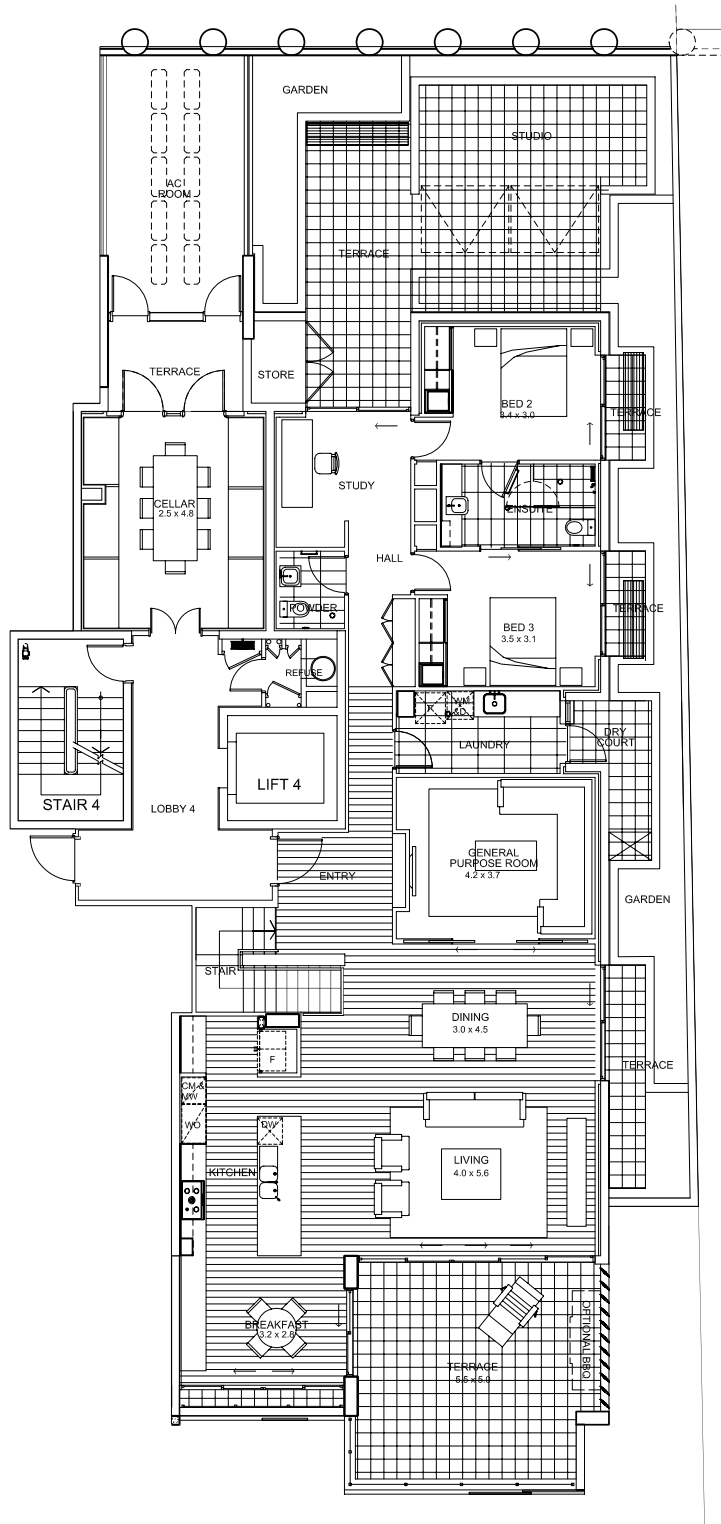 GARDEN
STUDIO
AC
ROOM
TERRACE
TERRACE
STORE
BED 2
3.4 x 3.0
TERRACE
STUDY
CELLAR
2.5 x 4.8
ENSUITE
HALL
POWDER
BED 3
3.5 x 3.1
TERRACE
REFUSE
R
WM
&D
LAUNDRY
DRY
COURT
LIFT 4
STAIR 4
LOBBY 4
GENERAL
PURPOSE ROOM
4.2 x 3.7
ENTRY
GARDEN
STAIR
DINING
3.0 x 4.5
F
TERRACE
CM &
MW
WO
DW
KITCHEN
LIVING
4.0 x 5.6
BREAKFAST
3.2 x 2.8
OPTIONAL BBQ
TERRACE
5.5 x 5.0